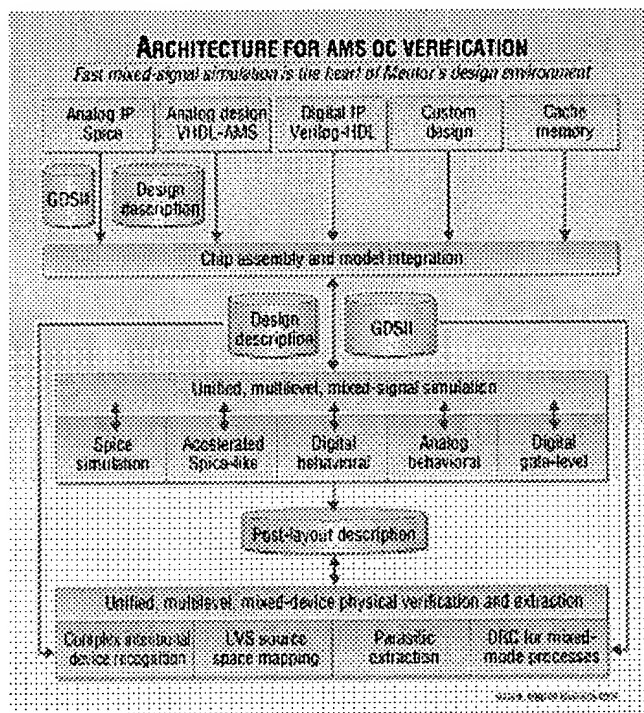 ARCHITECTURE FOR AMS OC VERIFICATION
Fast mixed-signal simulation is the heart of Mentor's design environment
Analog IP
Spice
Analog design
VHDL-AMS
Digital IP
Verilog-HDL
Custom
design
Cache
memory
GDSII
Design
description
Chip assembly and model integration
Design
description
GDSII
Unified, multilevel, mixed-signal simulation
Spice
simulation
Accelerated
Spice-like
Digital
behavioral
Analog
behavioral
Digital
gate-level
Post-layout description
Unified, multilevel, mixed-device physical verification and extraction
Complex
device recognition
LVS source
space mapping
Parasitic
extraction
DRC for mixed-
mode processes